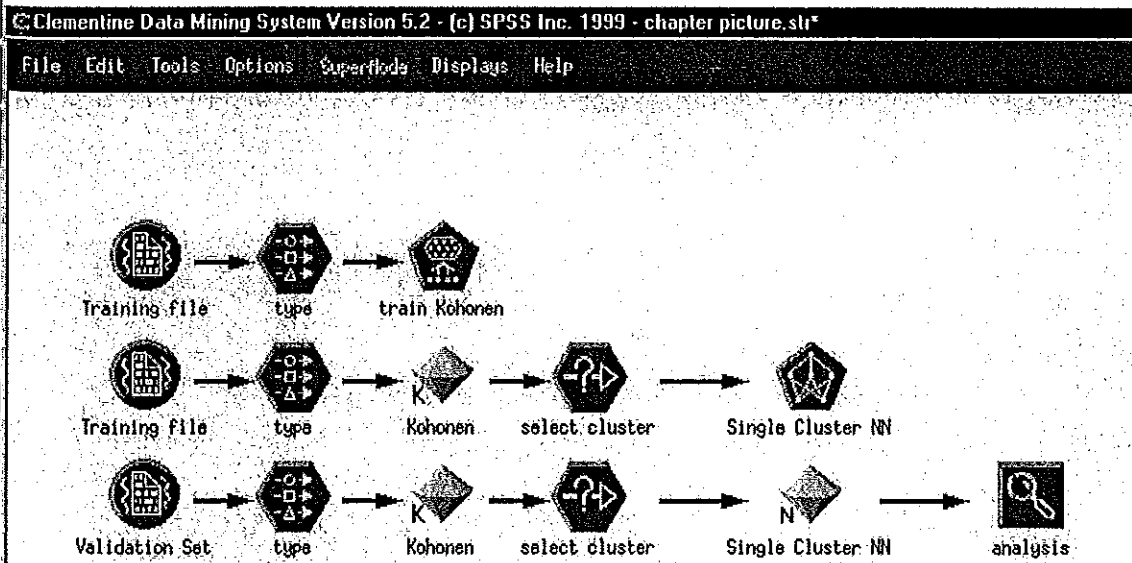 Clementine Data Mining System Version 5.2 - (c) SPSS Inc. 1999 - chapter picture.str*
File Edit Tools Options SuperNode Displays Help
Training file type train Kohonen
K
Training file type Kohonen select cluster Single Cluster NN
K N
Validation Set type Kohonen select cluster Single Cluster NN analysis